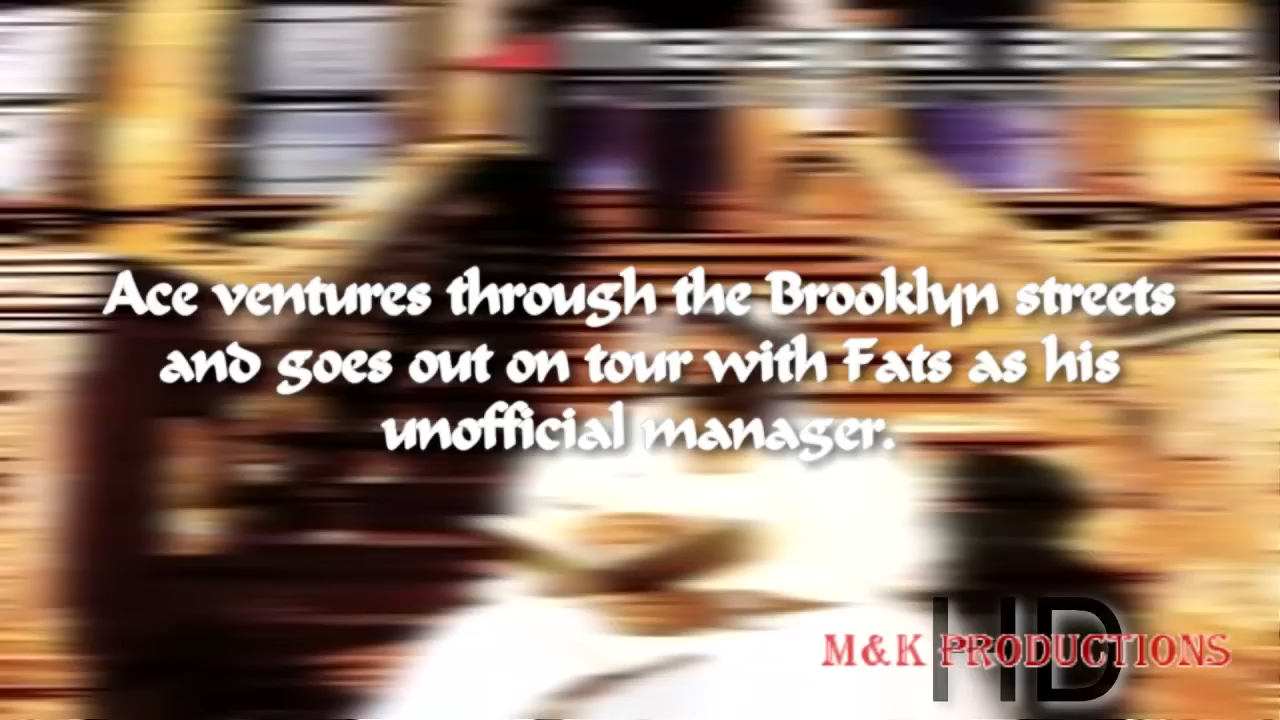 Ace ventures through the Brooklyn streets
and goes out on tour with Fats as his
unofficial manager.
HD
M&K PRODUCTIONS